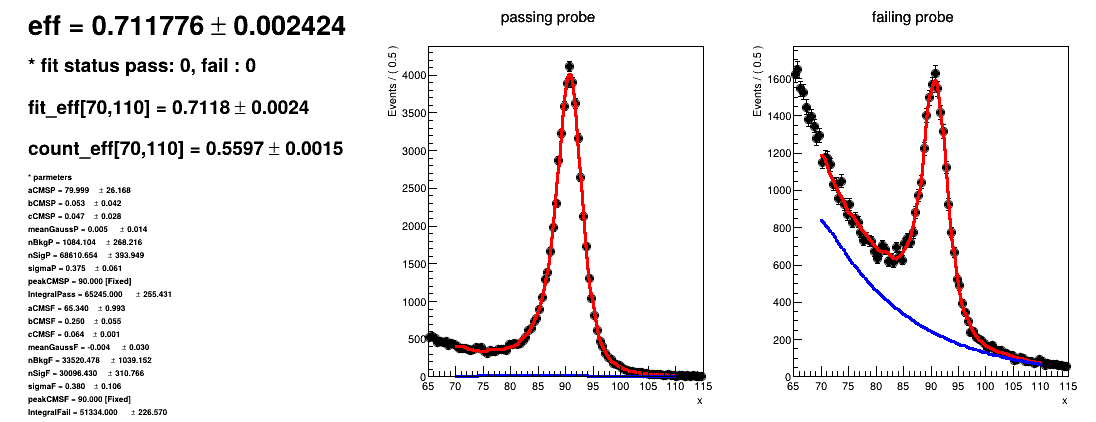 eff = 0.711776 ± 0.002424
* fit status pass: 0, fail : 0
fit_eff[70,110] = 0.7118 ± 0.0024
count_eff[70,110] = 0.5597 ± 0.0015
* parmeters
aCMSP = 79.999 ± 26.168
bCMSP = 0.053 ± 0.042
cCMSP = 0.047 ± 0.028
meanGaussP = 0.005 ± 0.014
nBkgP = 1084.104 ± 268.216
nSigP = 68610.654 ± 393.949
sigmaP = 0.375 ± 0.061
peakCMSP = 90.000 [Fixed]
IntegralPass = 65245.000 ± 255.431
aCMSF = 65.340 ± 0.993
bCMSF = 0.250 ± 0.055
cCMSF = 0.064 ± 0.001
meanGaussF = -0.004 ± 0.030
nBkgF = 33520.478 ± 1039.152
nSigF = 30096.430 ± 310.766
sigmaF = 0.380 ± 0.106
peakCMSF = 90.000 [Fixed]
IntegralFail = 51334.000 ± 226.570
passing probe
Events / ( 0.5 )
4000
3500
3000
2500
2000
1500
1000
500
0
65 70 75 80 85 90 95 100 105 110 115
x
failing probe
Events / ( 0.5 )
1600
1400
1200
1000
800
600
400
200
0
65 70 75 80 85 90 95 100 105 110 115
x